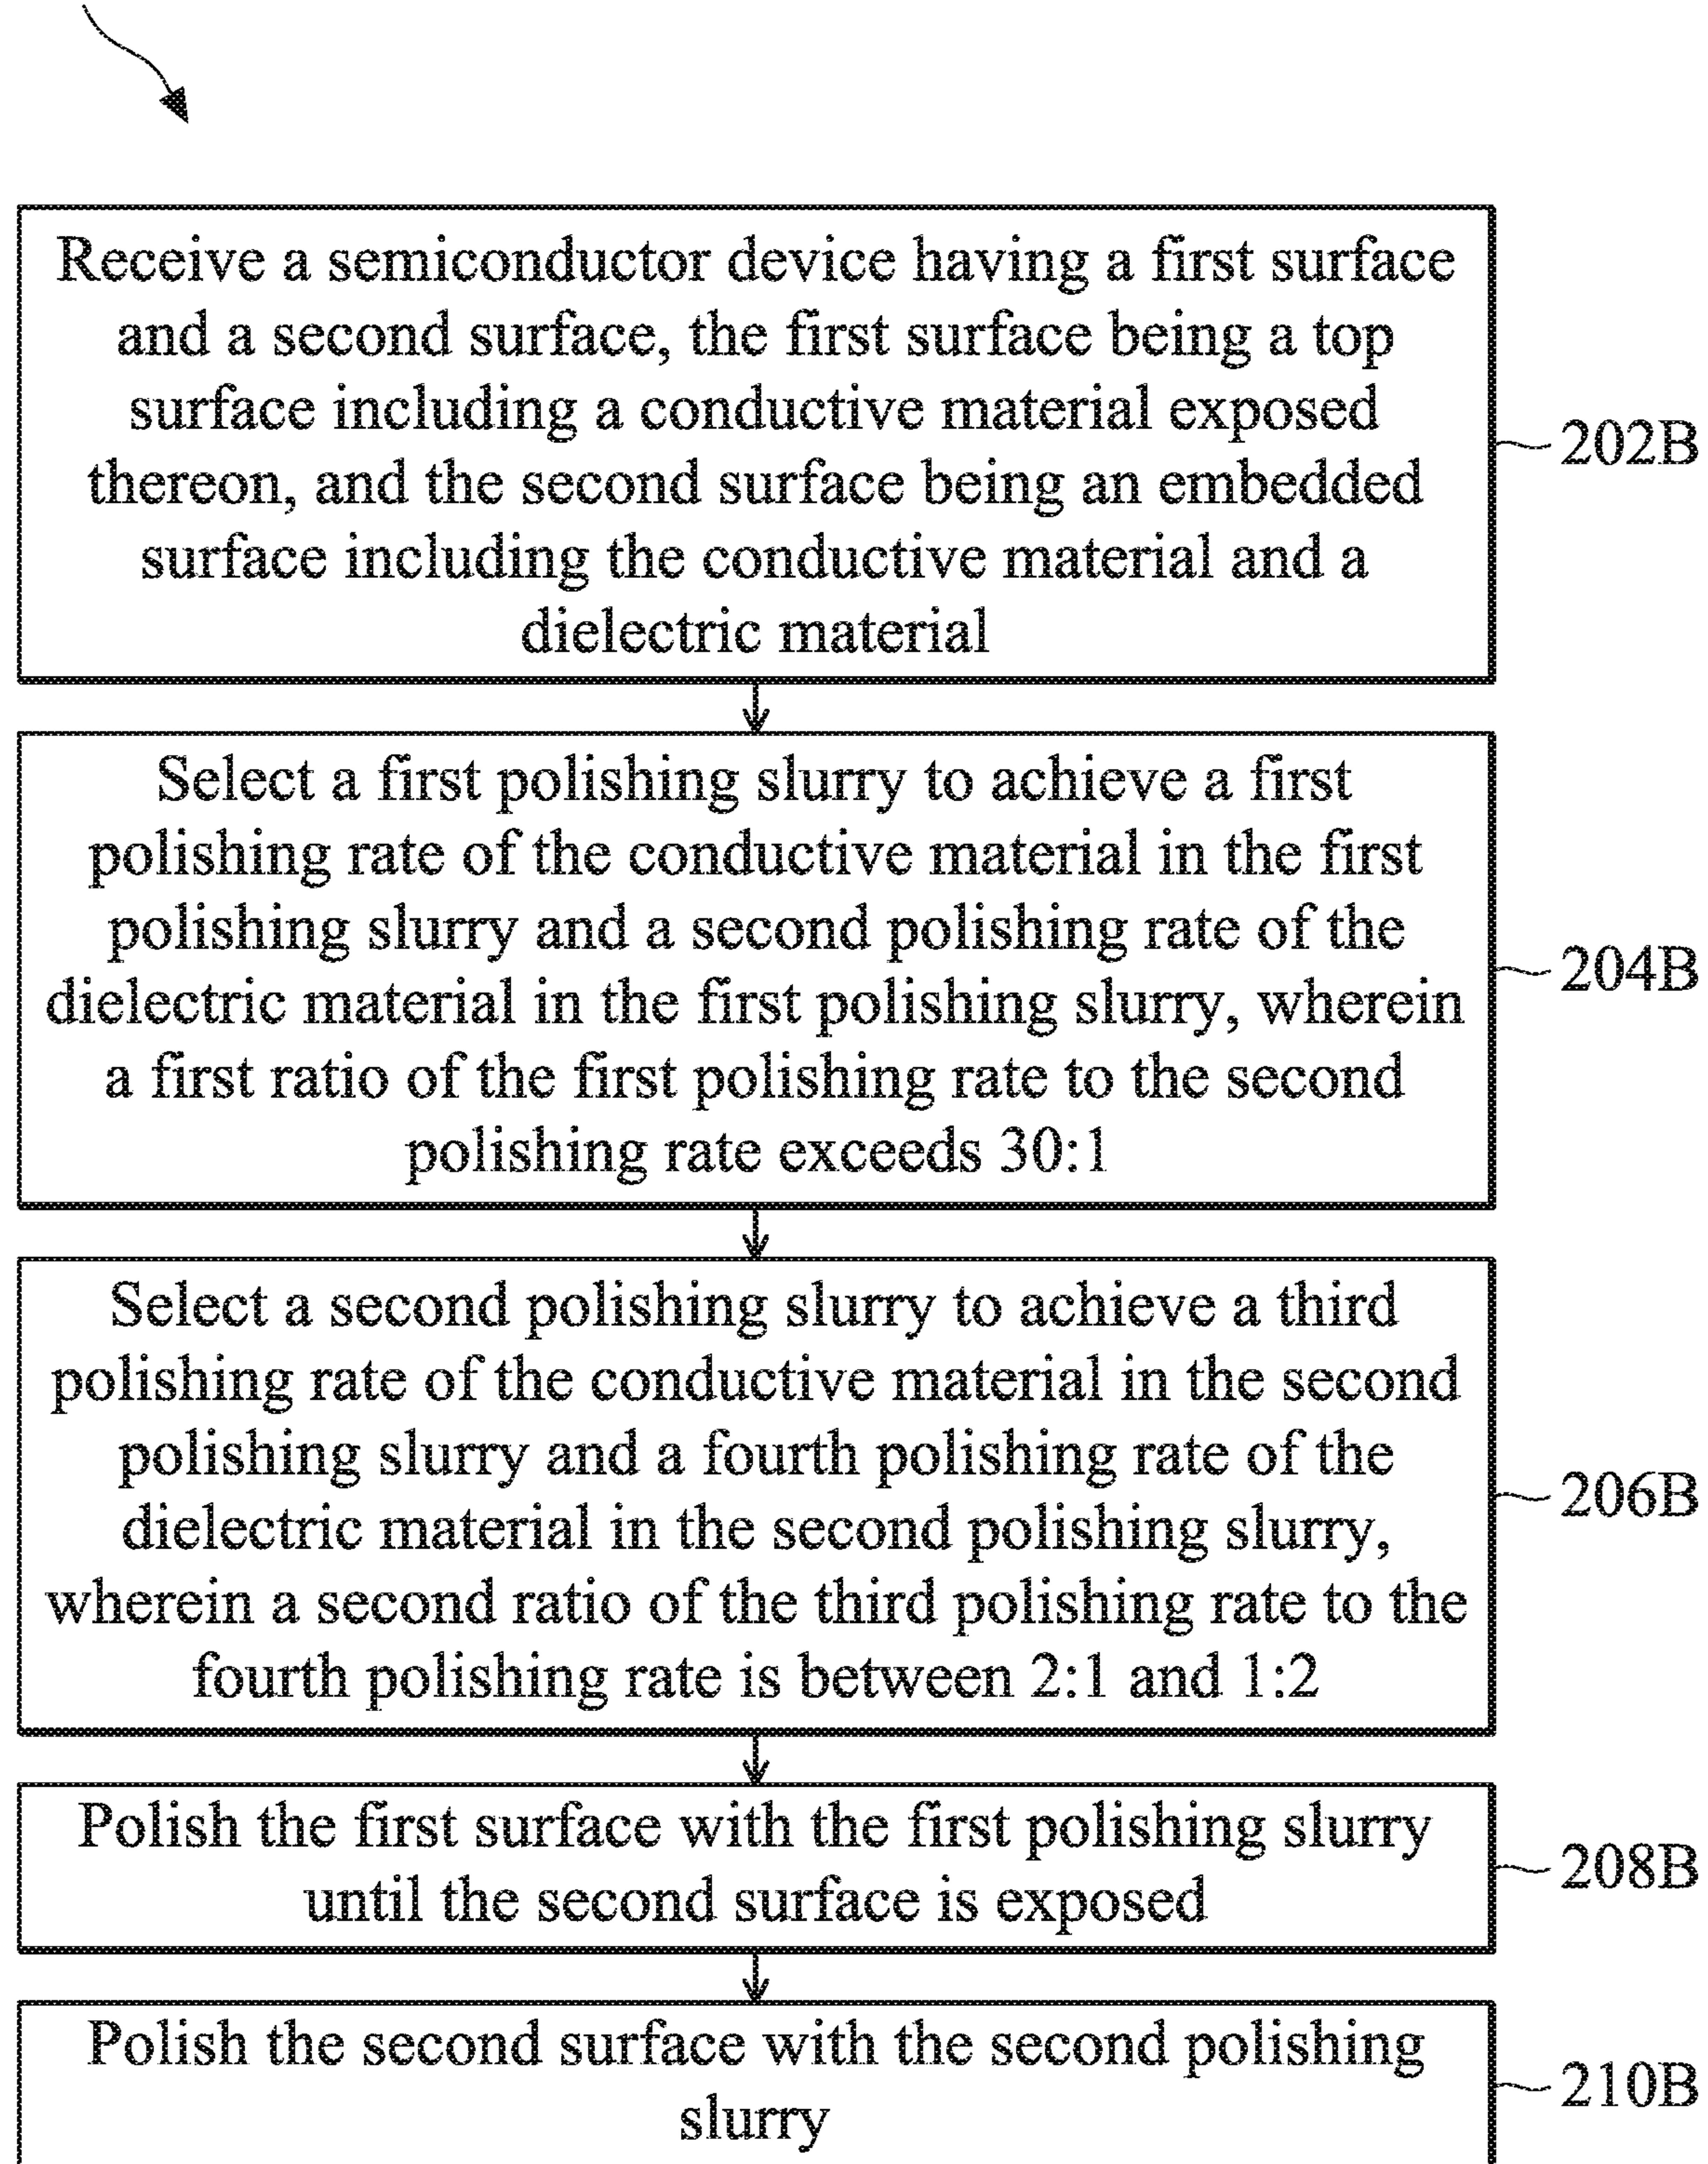 Receive a semiconductor device having a first surface
and a second surface, the first surface being a top
surface including a conductive material exposed
thereon, and the second surface being an embedded
surface including the conductive material and a
dielectric material
202B
Select a first polishing slurry to achieve a first
polishing rate of the conductive material in the first
polishing slurry and a second polishing rate of the
dielectric material in the first polishing slurry, wherein
a first ratio of the first polishing rate to the second
polishing rate exceeds 30:1
204B
Select a second polishing slurry to achieve a third
polishing rate of the conductive material in the second
polishing slurry and a fourth polishing rate of the
dielectric material in the second polishing slurry,
wherein a second ratio of the third polishing rate to the
fourth polishing rate is between 2:1 and 1:2
206B
Polish the first surface with the first polishing slurry
until the second surface is exposed
208B
Polish the second surface with the second polishing
slurry
210B